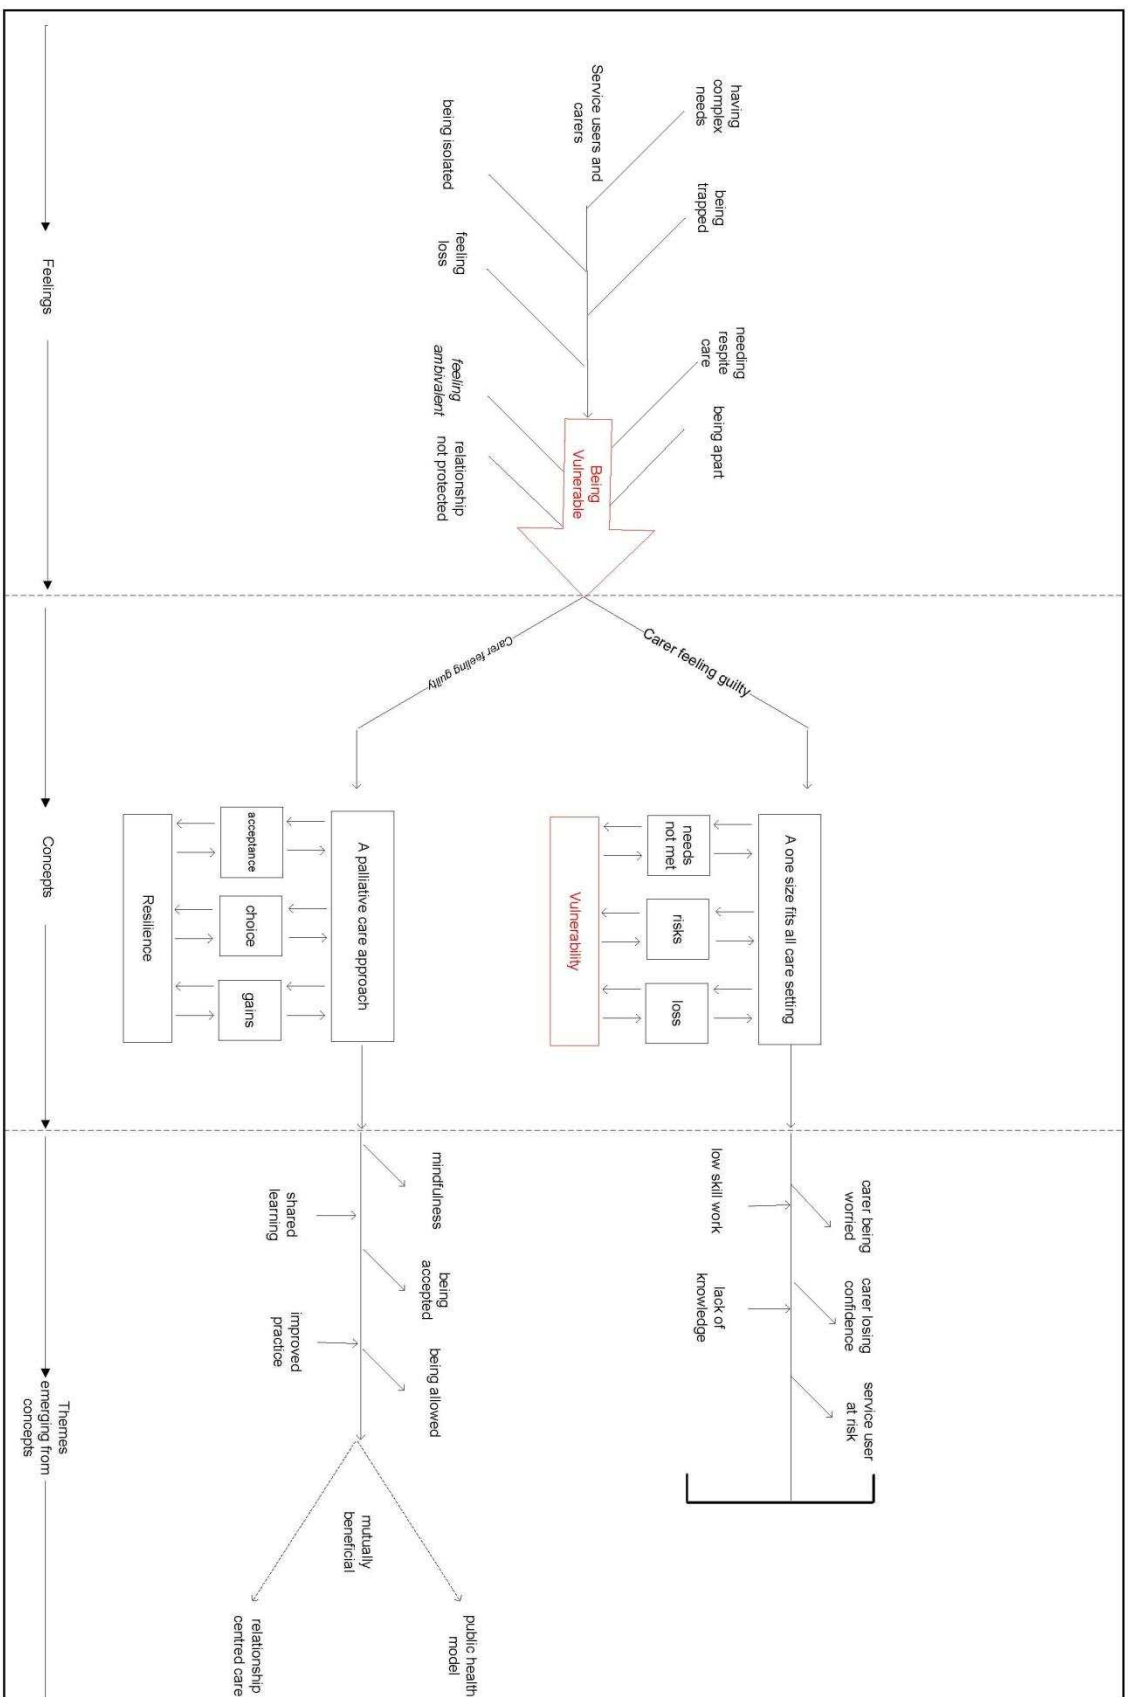 having
complex
needs
being
trapped
needing
respite
care
being apart
Service users and
carers
Being
Vulnerable
being isolated
feeling
loss
feeling
ambivalent
relationship
not protected
Feelings
Carer feeling guilty
Carer feeling guilty
A one size fits all care setting
needs
not met
risks
loss
Vulnerability
A palliative care approach
acceptance
choice
gains
Resilience
Concepts
carer being
worried
carer losing
confidence
service user
at risk
low skill work
lack of
knowledge
mindfulness
being
accepted
being allowed
shared
learning
improved
practice
public health
model
mutually
beneficial
relationship
centred care
Themes
emerging from
concepts